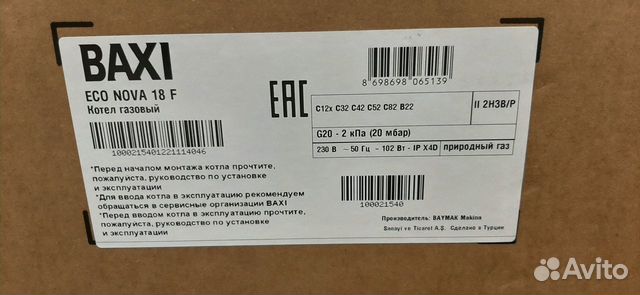 BAXI
ECO NOVA 18 F
Котел газовый
1000215401221114046
*Перед началом монтажа котла прочтите,
пожалуйста, руководство по установке
и эксплуатации
*Для ввода котла в эксплуатацию рекомендуем
обращаться в сервисные организации BAXI
*Перед вводом котла в эксплуатацию прочтите,
пожалуйста, руководство по установке
и эксплуатации
EAC
8 698698 065139
C12x C32 C42 C52 C82 B22
II 2H3B/P
G20 - 2 кПа (20 мбар)
230 В ~ 50 Гц - 102 Вт - IP X4D
природный газ
100021540
Производитель: BAYMAK Makina
Sanayi ve Ticaret A.Ş. Сделано в Турции
Avito